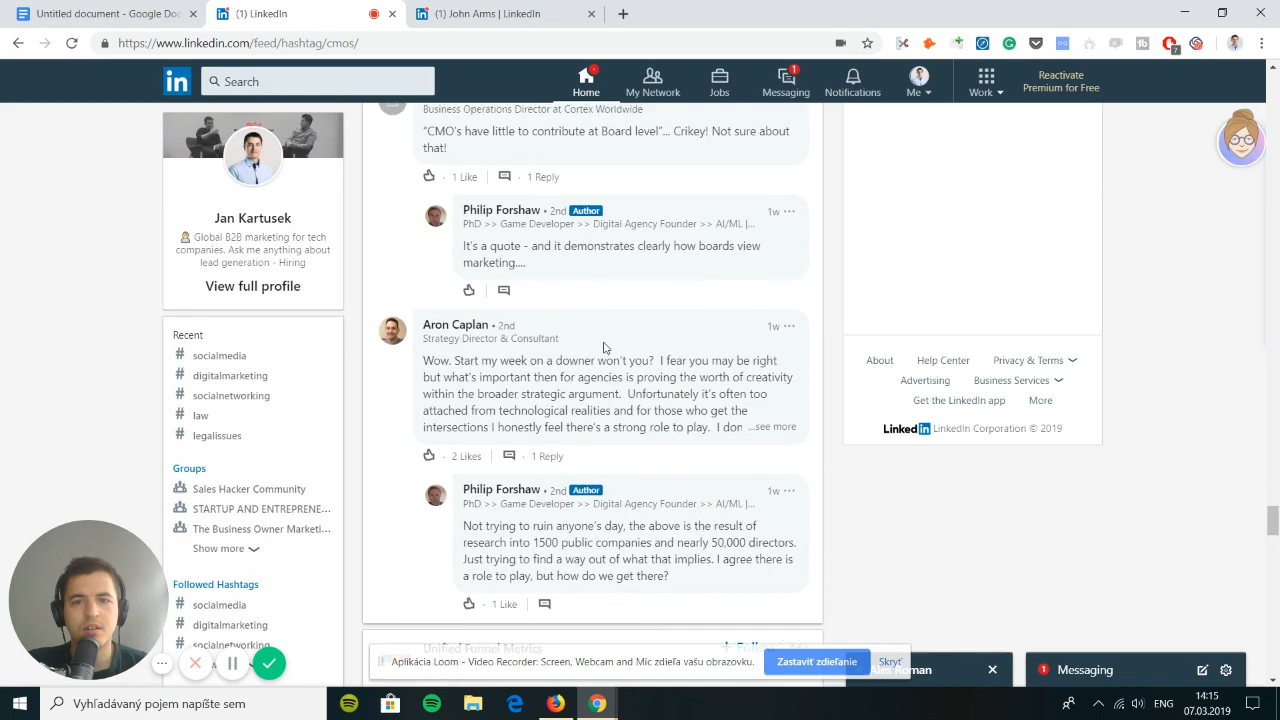 Untitled document - Google Doc
(1) LinkedIn
(1) John Arms | LinkedIn
https://www.linkedin.com/feed/hashtag/cmos/
7
in
Search
Home
My Network
Jobs
1
Messaging
Notifications
Me
Work
Reactivate
Premium for Free
Jan Kartusek
Global B2B marketing for tech
companies. Ask me anything about
lead generation - Hiring
View full profile
Recent
# socialmedia
# digitalmarketing
# socialnetworking
# law
# legalissues
Groups
Sales Hacker Community
STARTUP AND ENTREPRENE...
The Business Owner Marketi...
Show more
Followed Hashtags
# socialmedia
# digitalmarketing
# socialnetworking
Business Operations Director at Cortex Worldwide
“CMO's have little to contribute at Board level”... Crikey! Not sure about
that!
1 Like
1 Reply
Philip Forshaw • 2nd Author
1w ...
PhD >> Game Developer >> Digital Agency Founder >> AI/ML |...
It's a quote - and it demonstrates clearly how boards view
marketing....
Aron Caplan • 2nd
1w ...
Strategy Director & Consultant
Wow. Start my week on a downer won't you? I fear you may be right
but what's important then for agencies is proving the worth of creativity
within the broader strategic argument. Unfortunately it's often too
attached from technological realities and for those who get the
intersections I honestly feel there's a strong role to play. I don ...see more
2 Likes
1 Reply
Philip Forshaw • 2nd Author
1w ...
PhD >> Game Developer >> Digital Agency Founder >> AI/ML |...
Not trying to ruin anyone's day, the above is the result of
research into 1500 public companies and nearly 50,000 directors.
Just trying to find a way out of what that implies. I agree there is
a role to play, but how do we get there?
1 Like
Unified Funnel Metrics
+ Follow
About
Help Center
Privacy & Terms
Advertising
Business Services
Get the LinkedIn app
More
LinkedIn LinkedIn Corporation © 2019
Aplikácia Loom - Video Recorder: Screen, Webcam and Mic zdieľa vašu obrazovku.
Zastaviť zdieľanie
Skryť
Roman
1 Messaging
Vyhľadávaný pojem napíšte sem
ENG
14:15
07.03.2019